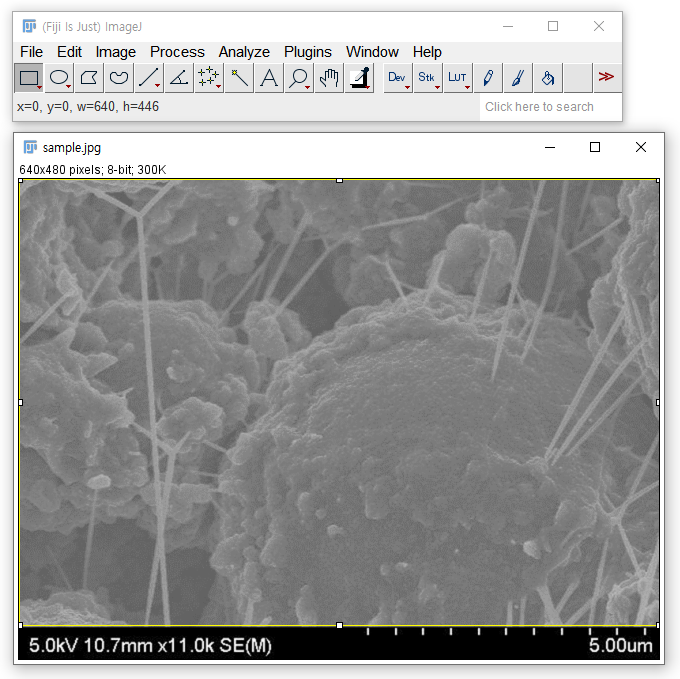 (Fiji Is Just) ImageJ
File Edit Image Process Analyze Plugins Window Help
A Dev Stk LUT >>
x=0, y=0, w=640, h=446 Click here to search
sample.jpg
640x480 pixels; 8-bit; 300K
5.0kV 10.7mm x11.0k SE(M) 5.00um